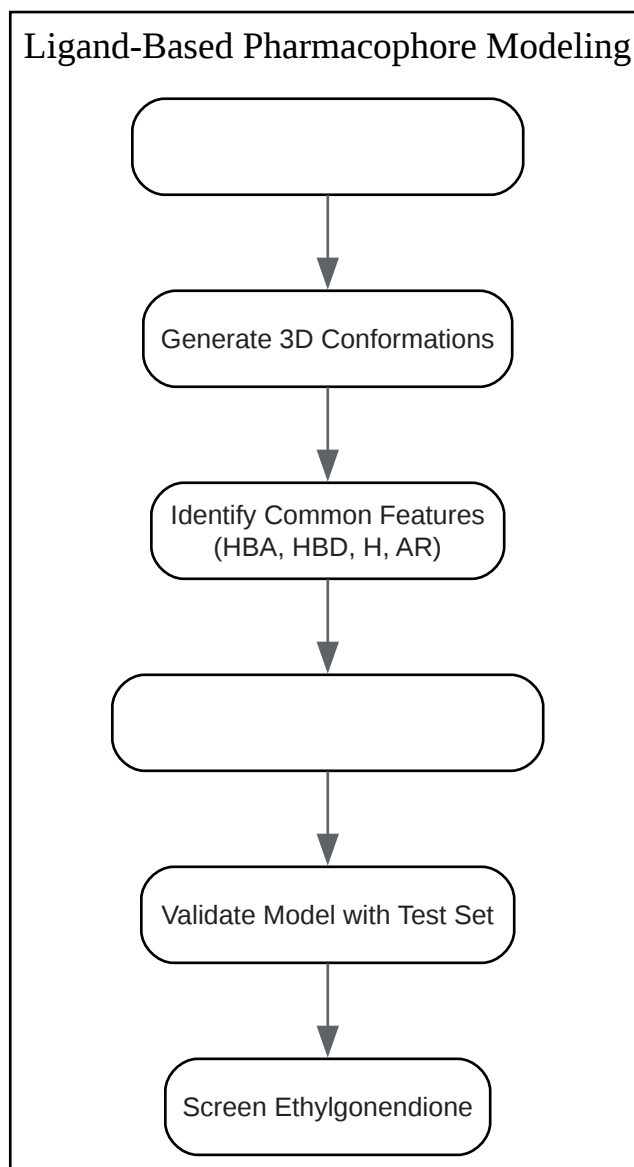 Ligand-Based Pharmacophore Modeling
Generate 3D Conformations
Identify Common Features
(HBA, HBD, H, AR)
Validate Model with Test Set
Screen Ethylgonendione